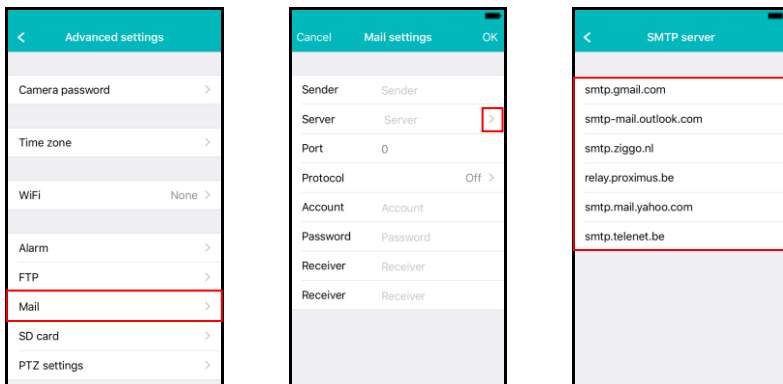 Advanced settings
Camera password
Time zone
WiFi None
Alarm
FTP
Mail
SD card
PTZ settings
Cancel Mail settings OK
Sender Sender
Server Server
Port 0
Protocol Off
Account Account
Password Password
Receiver Receiver
Receiver Receiver
SMTP server
smtp.gmail.com
smtp-mail.outlook.com
smtp.ziggo.nl
relay.proximus.be
smtp.mail.yahoo.com
smtp.telenet.be